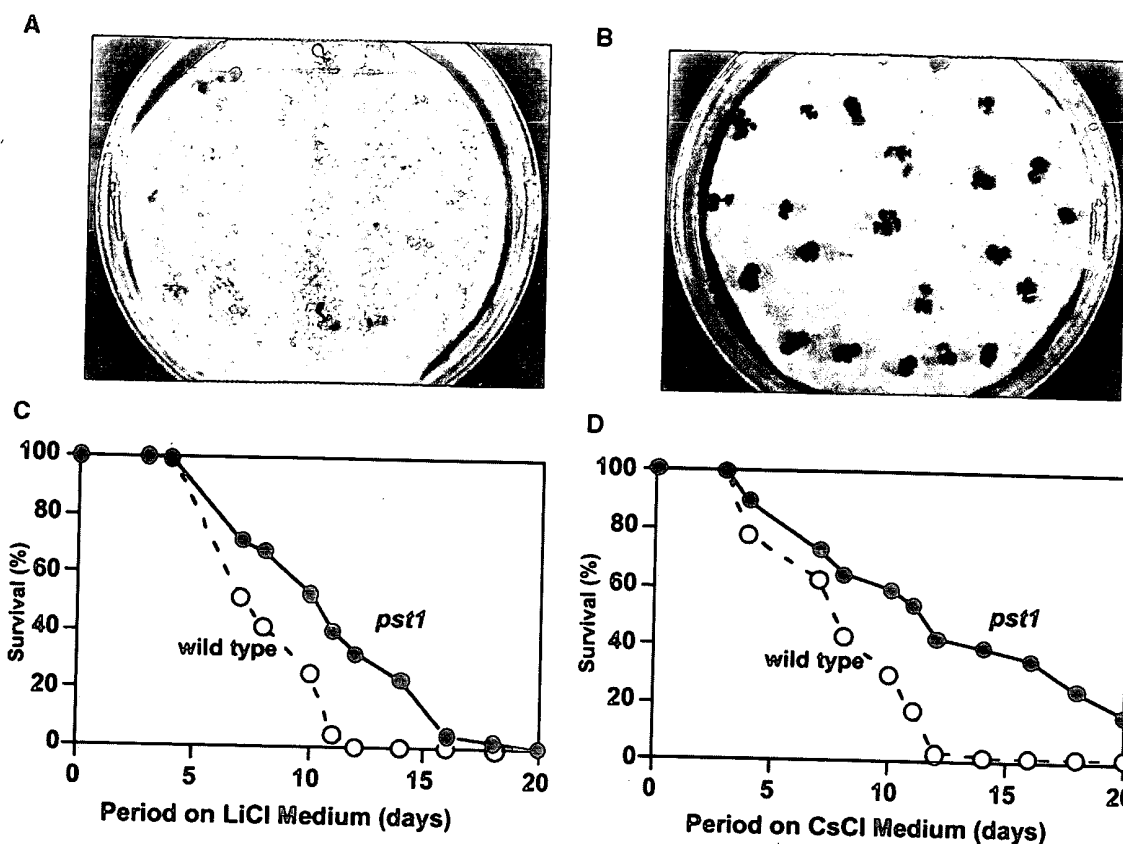 A
B
C
100
80
60
40
20
0
Survival (%)
wild type
pst1
0 5 10 15 20
Period on LiCl Medium (days)
D
100
80
60
40
20
0
Survival (%)
wild type
pst1
0 5 10 15 20
Period on CsCl Medium (days)